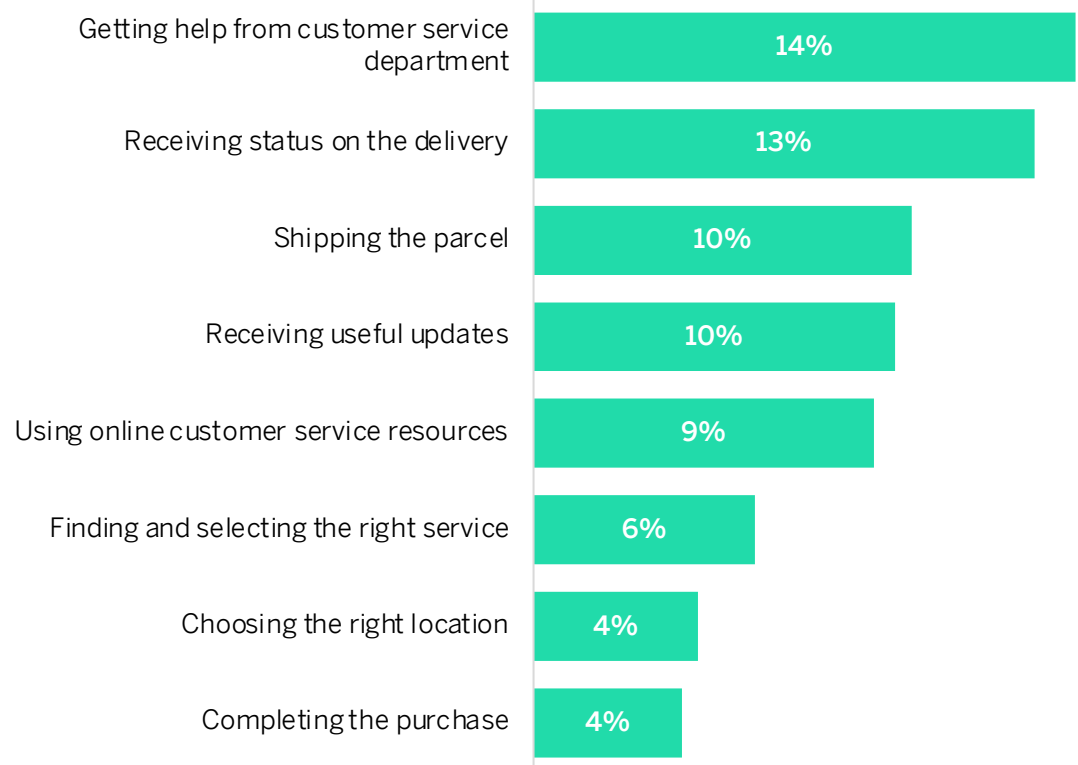 Getting help from customer service
department
14%
Receiving status on the delivery
13%
Shipping the parcel
10%
Receiving useful updates
10%
Using online customer service resources
9%
Finding and selecting the right service
6%
Choosing the right location
4%
Completing the purchase
4%